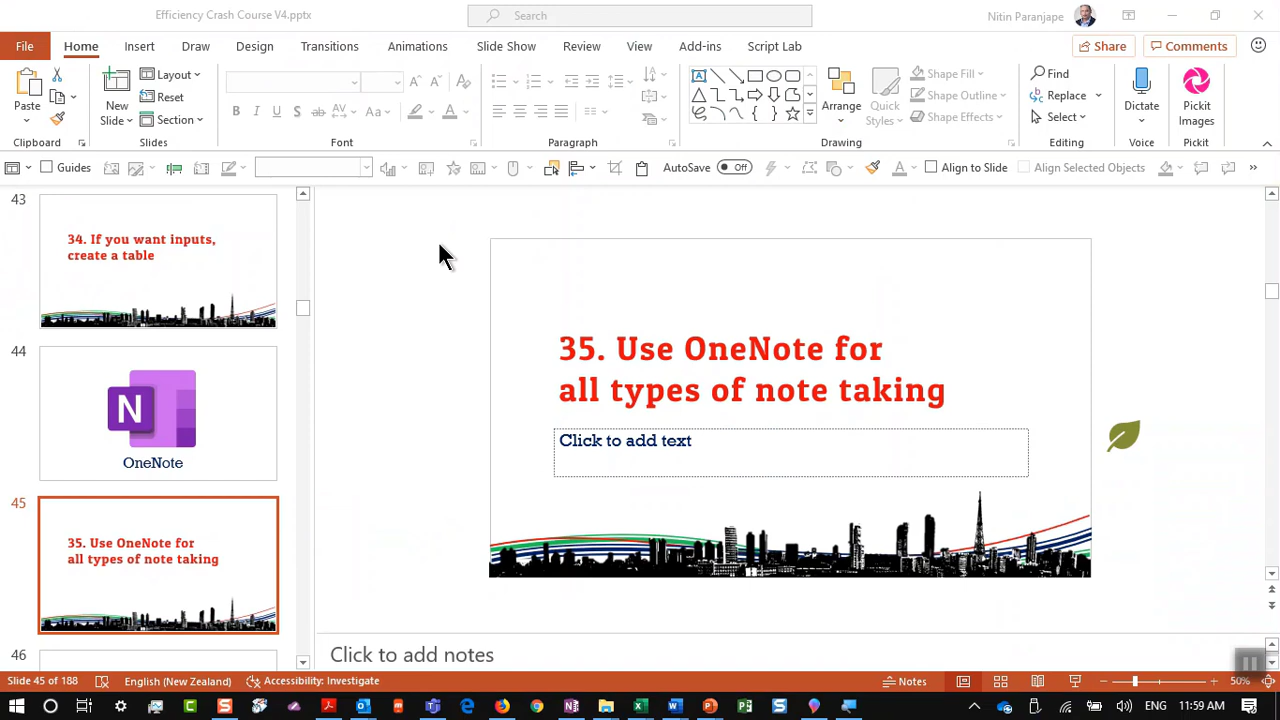 Efficiency Crash Course V4.pptx
Search
Nitin Paranjape
File
Home
Insert
Draw
Design
Transitions
Animations
Slide Show
Review
View
Add-ins
Script Lab
Share
Comments
Paste
Clipboard
New
Slide
Layout
Reset
Section
Slides
B
I
U
S
ab
AV
Aa
A
A
A
Font
Paragraph
Arrange
Quick
Styles
Shape Fill
Shape Outline
Shape Effects
Drawing
Find
Replace
Select
Editing
Dictate
Voice
Pickit
Images
Pickit
Guides
AutoSave
Off
Align to Slide
Align Selected Objects
43
34. If you want inputs,
create a table
44
N
OneNote
45
35. Use OneNote for
all types of note taking
46
35. Use OneNote for
all types of note taking
Click to add text
Click to add notes
Slide 45 of 188
English (New Zealand)
Accessibility: Investigate
Notes
50%
ENG
11:59 AM